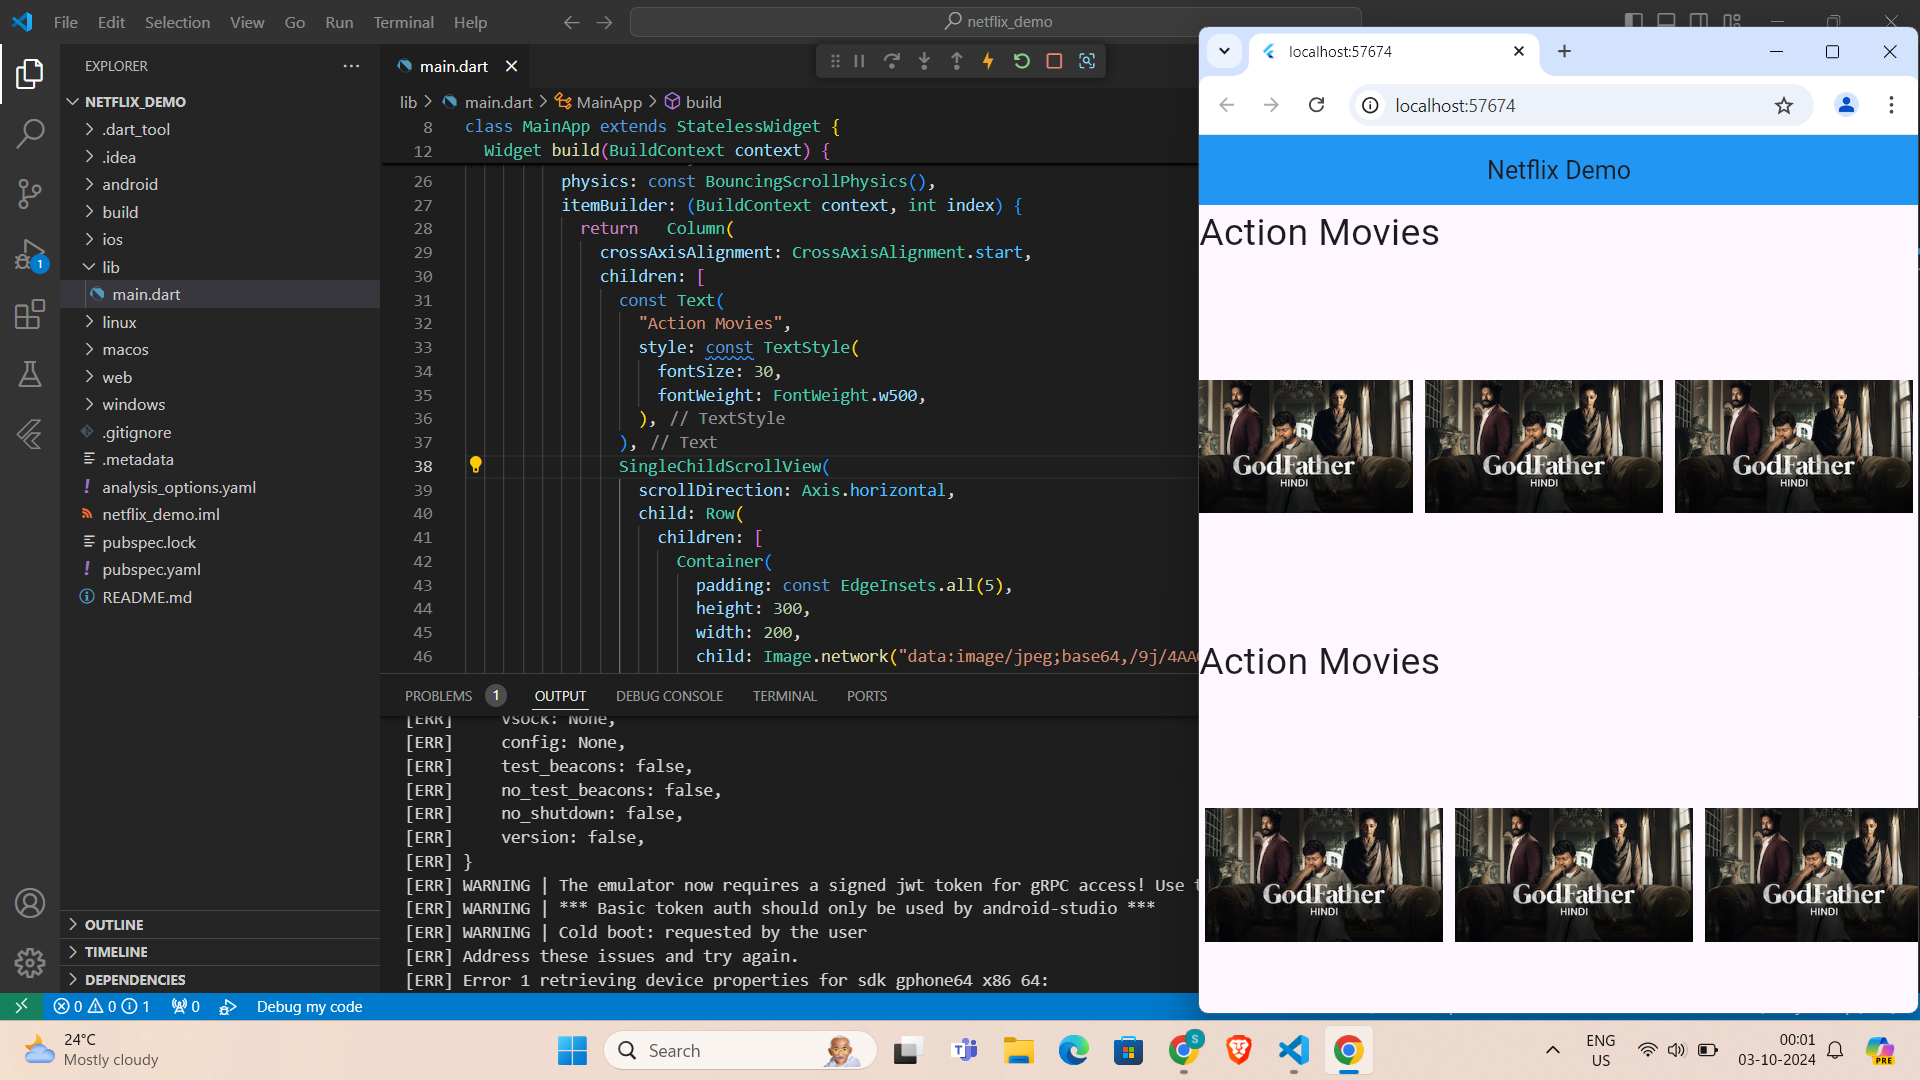 File Edit Selection View Go Run Terminal Help
netflix_demo
EXPLORER
NETFLIX_DEMO
.dart_tool
.idea
android
build
ios
lib
main.dart
linux
macos
web
windows
.gitignore
.metadata
analysis_options.yaml
netflix_demo.iml
pubspec.lock
pubspec.yaml
README.md
OUTLINE
TIMELINE
DEPENDENCIES
1
main.dart
lib > main.dart > MainApp > build
8 class MainApp extends StatelessWidget {
12 Widget build(BuildContext context) {
26 physics: const BouncingScrollPhysics(),
27 itemBuilder: (BuildContext context, int index) {
28 return Column(
29 crossAxisAlignment: CrossAxisAlignment.start,
30 children: [
31 const Text(
32 "Action Movies",
33 style: const TextStyle(
34 fontSize: 30,
35 fontWeight: FontWeight.w500,
36 ), // TextStyle
37 ), // Text
38 SingleChildScrollView(
39 scrollDirection: Axis.horizontal,
40 child: Row(
41 children: [
42 Container(
43 padding: const EdgeInsets.all(5),
44 height: 300,
45 width: 200,
46 child: Image.network("data:image/jpeg;base64,/9j/4AA
PROBLEMS 1 OUTPUT DEBUG CONSOLE TERMINAL PORTS
[ERR] vsock: None,
[ERR] config: None,
[ERR] test_beacons: false,
[ERR] no_test_beacons: false,
[ERR] no_shutdown: false,
[ERR] version: false,
[ERR] }
[ERR] WARNING | The emulator now requires a signed jwt token for gRPC access! Use
[ERR] WARNING | *** Basic token auth should only be used by android-studio ***
[ERR] WARNING | Cold boot: requested by the user
[ERR] Address these issues and try again.
[ERR] Error 1 retrieving device properties for sdk gphone64 x86 64:
0 0 1 0 Debug my code
localhost:57674
localhost:57674
Netflix Demo
Action Movies
GODFATHER
HINDI
GODFATHER
HINDI
GODFATHER
HINDI
Action Movies
GODFATHER
HINDI
GODFATHER
HINDI
GODFATHER
HINDI
24°C
Mostly cloudy
Search
S
ENG
US
00:01
03-10-2024
PRE